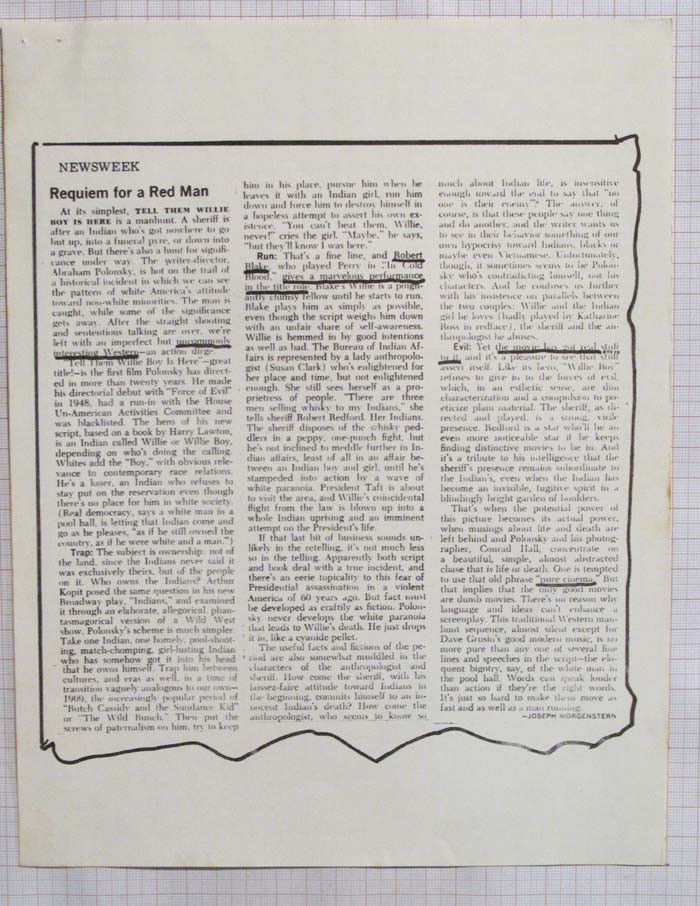 NEWSWEEK
Requiem for a Red Man
At its simplest, TELL THEM WILLIE
BOY IS HERE is a manhunt. A sheriff is
after an Indian who's got nowhere to go
but up, into a funeral pyre, or down into
a grave. But there's also a hunt for signifi-
cance under way. The writer-director,
Abraham Polonsky, is hot on the trail of
a historical incident in which we can see
the pattern of white America's attitude
toward non-white minorities. The man is
caught, while some of the significance
gets away. After the straight shooting
and sententious talking are over, we're
left with an imperfect but uncommonly
interesting Western—an action dirge.
"Tell Them Willie Boy Is Here"—great
title!—is the first film Polonsky has direct-
ed in more than twenty years. He made
his directorial debut with "Force of Evil"
in 1948, had a run-in with the House
Un-American Activities Committee and
was blacklisted. The hero of his new
script, based on a book by Harry Lawton,
is an Indian called Willie or Willie Boy,
depending on who's doing the calling.
Whites add the "Boy," with obvious rele-
vance to contemporary race relations.
He's a loner, an Indian who refuses to
stay put on the reservation even though
there's no place for him in white society.
(Real democracy, says a white man in a
pool hall, is letting that Indian come and
go as he pleases, "as if he still owned the
country, as if he were white and a man.")
Trap: The subject is ownership: not of
the land, since the Indians never said it
was exclusively theirs, but of the people
on it. Who owns the Indians? Arthur
Kopit posed the same question in his new
Broadway play, "Indians," and examined
it through an elaborate, allegorical, phan-
tasmagorical version of a Wild West
show. Polonsky's scheme is much simpler.
Take one Indian, one homely, pool-shoot-
ing, match-chomping, girl-lusting Indian
who has somehow got it into his head
that he owns himself. Trap him between
cultures, and eras as well, in a time of
transition vaguely analogous to our own—
1909, the increasingly popular period of
"Butch Cassidy and the Sundance Kid"
or "The Wild Bunch." Then put the
screws of paternalism on him, try to keep
him in his place, pursue him when he
leaves it with an Indian girl, run him
down and force him to destroy himself in
a hopeless attempt to assert his own ex-
istence. "You can't beat them, Willie,
never!" cries the girl. "Maybe," he says,
"but they'll know I was here."
Run: That's a fine line, and Robert
Blake, who played Perry in "In Cold
Blood," gives a marvelous performance
in the title role. Blake's Willie is a poign-
antly clumsy fellow until he starts to run.
Blake plays him as simply as possible,
even though the script weighs him down
with an unfair share of self-awareness.
Willie is hemmed in by good intentions
as well as bad. The Bureau of Indian Af-
fairs is represented by a lady anthropolo-
gist (Susan Clark) who's enlightened for
her place and time, but not enlightened
enough. She still sees herself as a pro-
prietress of people. "There are three
men selling whisky to my Indians," she
tells sheriff Robert Redford. Her Indians.
The sheriff disposes of the whisky ped-
dlers in a peppy, one-punch fight, but
he's not inclined to meddle further in In-
dian affairs, least of all in an affair be-
tween an Indian boy and girl, until he's
stampeded into action by a wave of
white paranoia. President Taft is about
to visit the area, and Willie's coincidental
flight from the law is blown up into a
whole Indian uprising and an imminent
attempt on the President's life.
If that last bit of business sounds un-
likely in the retelling, it's not much less
so in the telling. Apparently both script
and book deal with a true incident, and
there's an eerie topicality to this fear of
Presidential assassination in a violent
America of 60 years ago. But fact must
be developed as craftily as fiction. Polon-
sky never develops the white paranoia
that leads to Willie's death. He just drops
it in, like a cyanide pellet.
The useful facts and fictions of the pe-
riod are also somewhat muddled in the
characters of the anthropologist and
sheriff. How come the sheriff, with his
laissez-faire attitude toward Indians in
the beginning, commits himself to an in-
nocent Indian's death? How come the
anthropologist, who seems to know so
much about Indian life, is insensitive
enough toward the end to say that "no
one is their enemy"? The answer, of
course, is that these people say one thing
and do another, and the writer wants us
to see in their behavior something of our
own hypocrisy toward Indians, blacks or
maybe even Vietnamese. Unfortunately,
though, it sometimes seems to be Polon-
sky who's contradicting himself, not his
characters. And he confuses us further
with his insistence on parallels between
the two couples: Willie and the Indian
girl he loves (badly played by Katharine
Ross in redface), the sheriff and the an-
thropologist he abuses.
Evil: Yet the movie has got real stuff
to it, and it's a pleasure to see that stuff
assert itself. Like its hero, "Willie Boy"
refuses to give in to the forces of evil,
which, in an esthetic sense, are dim
characterization and a compulsion to po-
eticize plain material. The sheriff, as di-
rected and played, is a strong, virile
presence. Redford is a star who'll be an
even more noticeable star if he keeps
finding distinctive movies to be in. And
it's a tribute to his intelligence that the
sheriff's presence remains subordinate to
the Indian's, even when the Indian has
become an invisible, fugitive spirit in a
blindingly bright garden of boulders.
That's when the potential power of
this picture becomes its actual power,
when musings about life and death are
left behind and Polonsky and his photog-
rapher, Conrad Hall, concentrate on
a beautiful, simple, almost abstracted
chase that is life or death. One is tempted
to use that old phrase "pure cinema." But
that implies that the only good movies
are dumb movies. There's no reason why
language and ideas can't enhance a
screenplay. This traditional Western man-
hunt sequence, almost silent except for
Dave Grusin's good modern music, is no
more pure than any one of several fine
lines and speeches in the script—the elo-
quent bigotry, say, of the white man in
the pool hall. Words can speak louder
than action if they're the right words.
It's just so hard to make them move as
fast and as well as a man running.
—JOSEPH MORGENSTERN